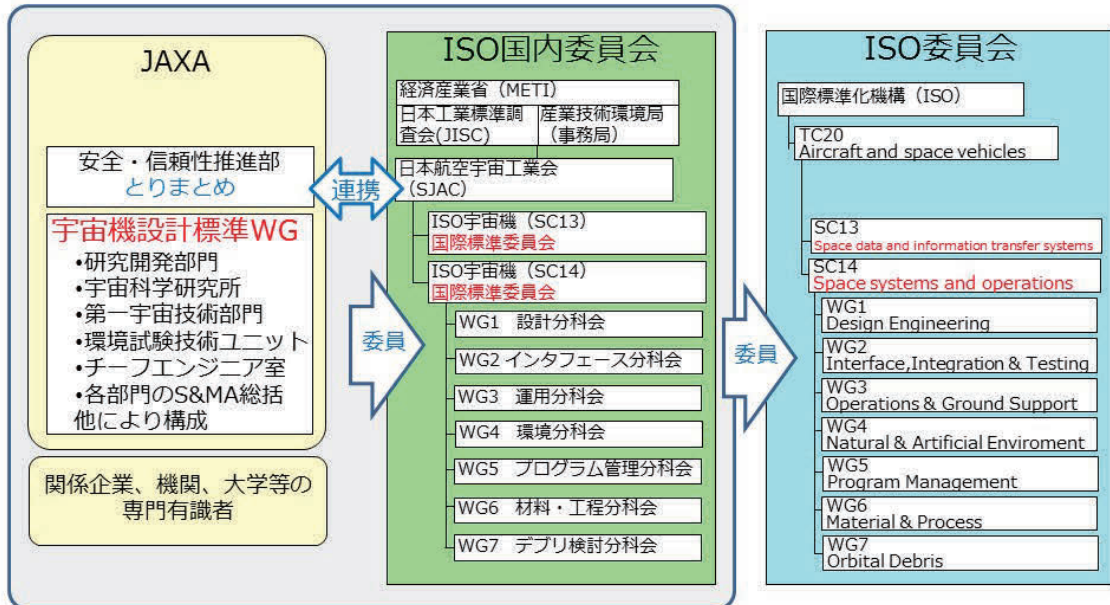 JAXA
安全・信頼性推進部
とりまとめ
宇宙機設計標準WG
•研究開発部門
•宇宙科学研究所
•第一宇宙技術部門
•環境試験技術ユニット
•チーフエンジニア室
•各部門のS&MA総括
他により構成
関係企業、機関、大学等の
専門有識者
連携
委員
ISO国内委員会
経済産業省（METI）
日本工業標準調
査会(JISC)
産業技術環境局
（事務局）
日本航空宇宙工業会
（SJAC）
ISO宇宙機（SC13）
国際標準委員会
ISO宇宙機（SC14）
国際標準委員会
WG1 設計分科会
WG2 インタフェース分科会
WG3 運用分科会
WG4 環境分科会
WG5 プログラム管理分科会
WG6 材料・工程分科会
WG7 デブリ検討分科会
委員
ISO委員会
国際標準化機構（ISO）
TC20
Aircraft and space vehicles
SC13
Space data and information transfer systems
SC14
Space systems and operations
WG1
Design Engineering
WG2
Interface,Integration & Testing
WG3
Operations & Ground Support
WG4
Natural & Artificial Enviroment
WG5
Program Management
WG6
Material & Process
WG7
Orbital Debris